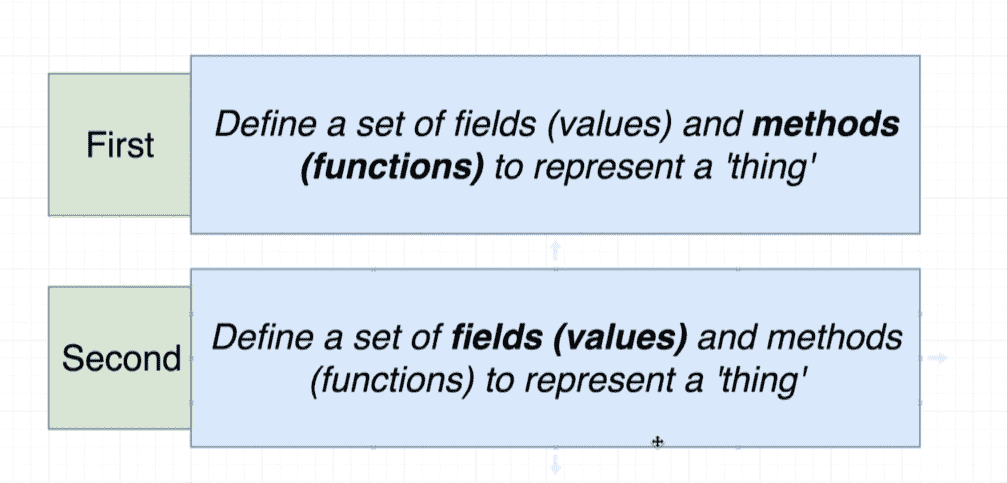 First
Define a set of fields (values) and methods
(functions) to represent a 'thing'
Second
Define a set of fields (values) and methods
(functions) to represent a 'thing'